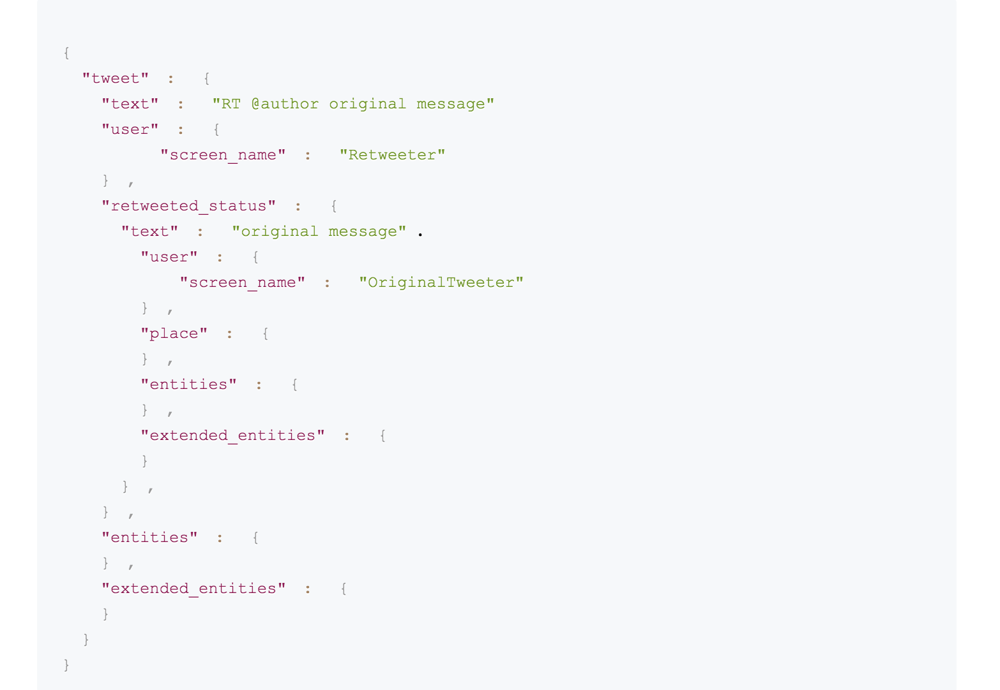 {
  "tweet" : {
    "text" : "RT @author original message"
    "user" : {
          "screen_name" : "Retweeter"
    } ,
    "retweeted_status" : {
      "text" : "original message" .
        "user" : {
            "screen_name" : "OriginalTweeter"
        } ,
        "place" : {
        } ,
        "entities" : {
        } ,
        "extended_entities" : {
        }
      } ,
    } ,
    "entities" : {
    } ,
    "extended_entities" : {
    }
  }
}